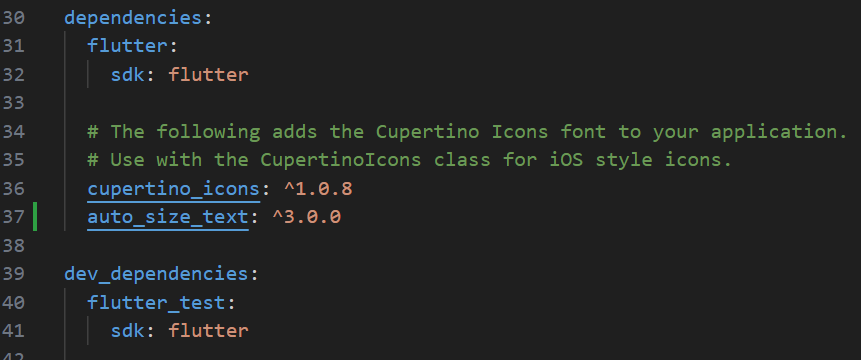 30 dependencies:
31   flutter:
32     sdk: flutter
33
34   # The following adds the Cupertino Icons font to your application.
35   # Use with the CupertinoIcons class for iOS style icons.
36   cupertino_icons: ^1.0.8
37   auto_size_text: ^3.0.0
38
39 dev_dependencies:
40   flutter_test:
41     sdk: flutter
42